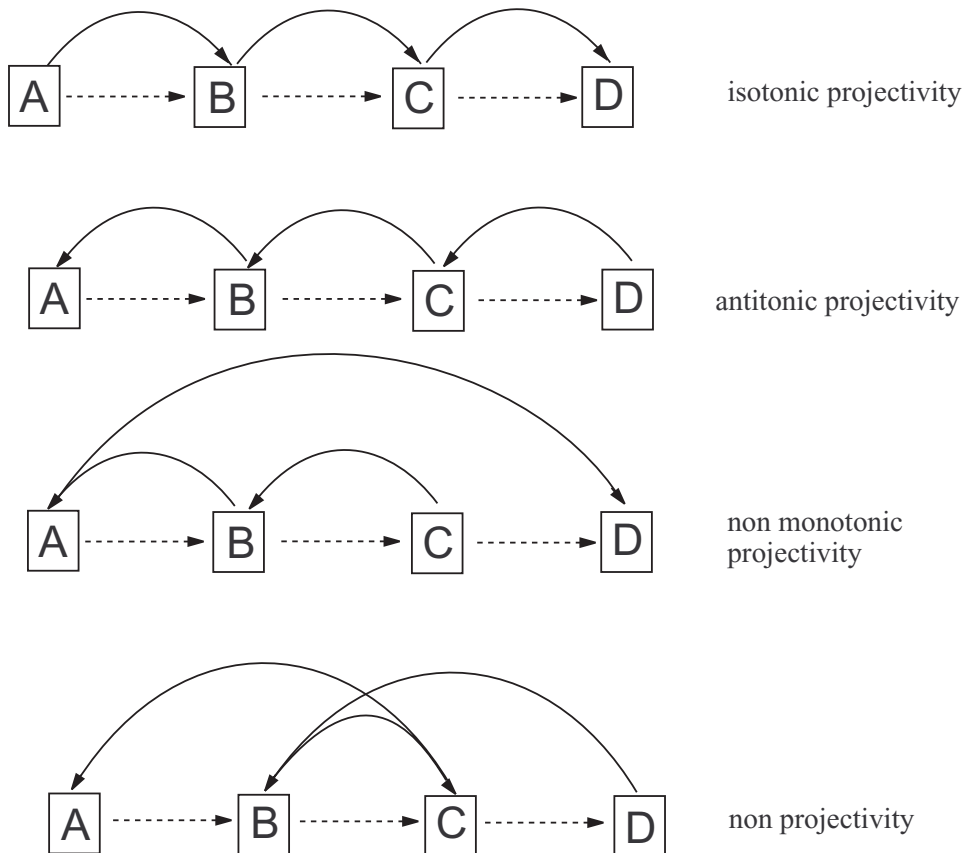 A B C D isotonic projectivity
A B C D antitonic projectivity
A B C D non monotonic
projectivity
A B C D non projectivity